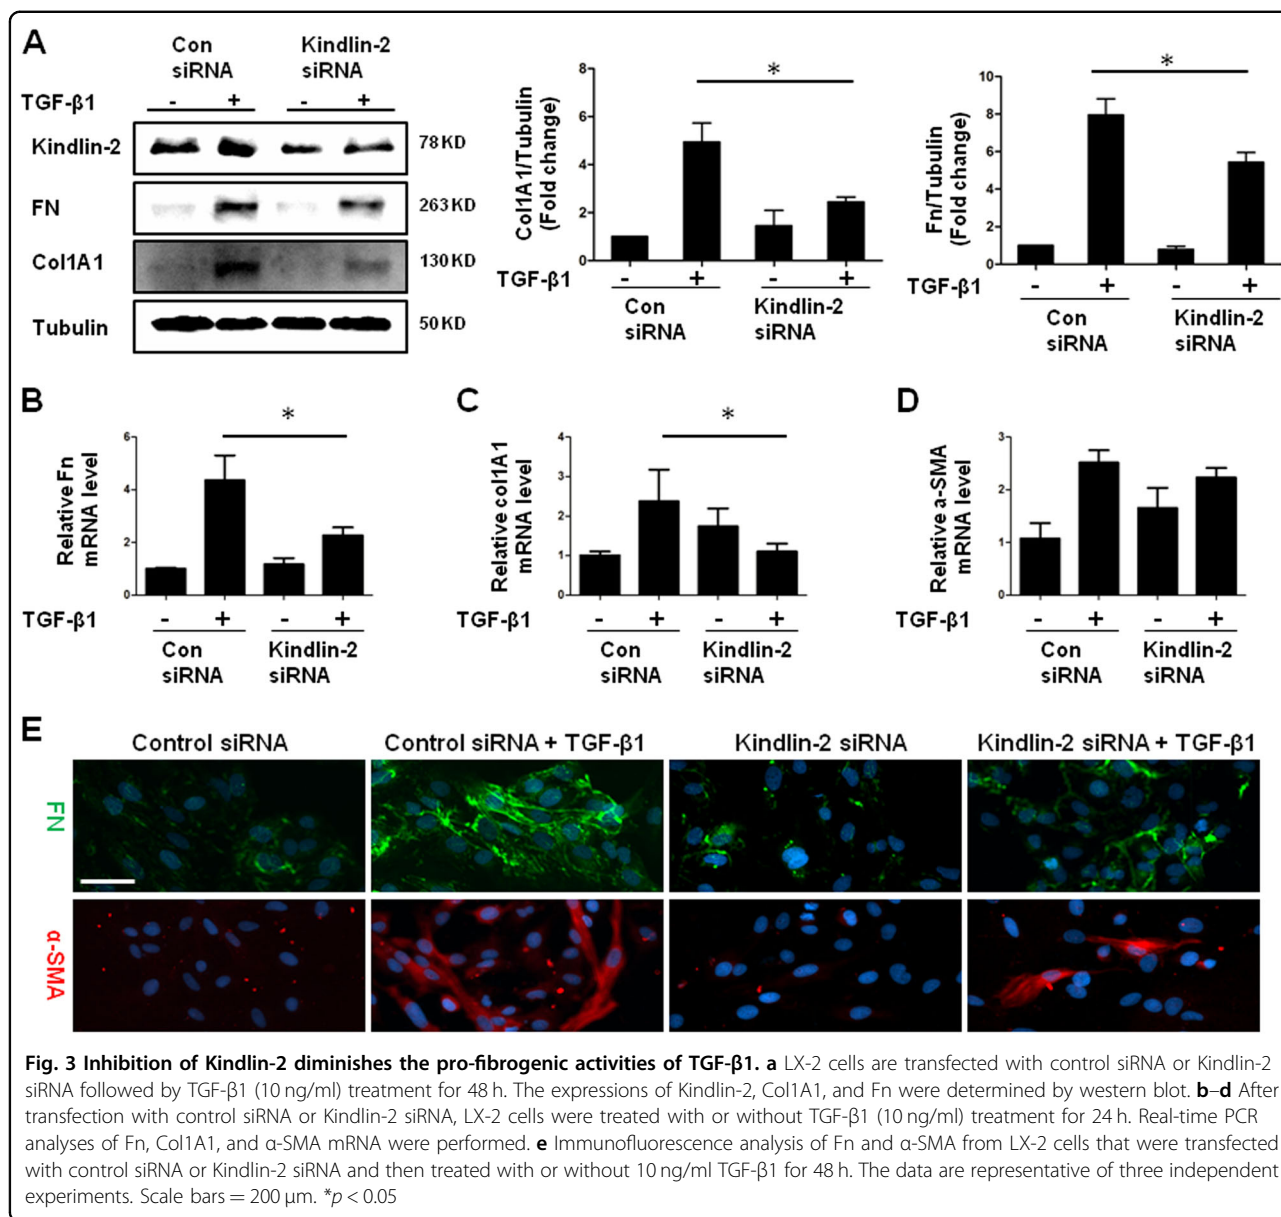 A
Con
siRNA
Kindlin-2
siRNA
TGF-β1
-
+
-
+
Kindlin-2
78 KD
FN
263 KD
Col1A1
130 KD
Tubulin
50 KD
Col1A1/Tubulin
(Fold change)
8
6
4
2
0
*
TGF-β1
-
+
-
+
Con
siRNA
Kindlin-2
siRNA
Fn/Tubulin
(Fold change)
10
8
6
4
2
0
*
TGF-β1
-
+
-
+
Con
siRNA
Kindlin-2
siRNA
B
Relative Fn
mRNA level
6
4
2
0
*
TGF-β1
-
+
-
+
Con
siRNA
Kindlin-2
siRNA
C
Relative col1A1
mRNA level
4
3
2
1
0
*
TGF-β1
-
+
-
+
Con
siRNA
Kindlin-2
siRNA
D
Relative a-SMA
mRNA level
3
2
1
0
TGF-β1
-
+
-
+
Con
siRNA
Kindlin-2
siRNA
E
Control siRNA
Control siRNA + TGF-β1
Kindlin-2 siRNA
Kindlin-2 siRNA + TGF-β1
FN
α-SMA
Fig. 3 Inhibition of Kindlin-2 diminishes the pro-fibrogenic activities of TGF-β1. a LX-2 cells are transfected with control siRNA or Kindlin-2
siRNA followed by TGF-β1 (10 ng/ml) treatment for 48 h. The expressions of Kindlin-2, Col1A1, and Fn were determined by western blot. b–d After
transfection with control siRNA or Kindlin-2 siRNA, LX-2 cells were treated with or without TGF-β1 (10 ng/ml) treatment for 24 h. Real-time PCR
analyses of Fn, Col1A1, and α-SMA mRNA were performed. e Immunofluorescence analysis of Fn and α-SMA from LX-2 cells that were transfected
with control siRNA or Kindlin-2 siRNA and then treated with or without 10 ng/ml TGF-β1 for 48 h. The data are representative of three independent
experiments. Scale bars = 200 μm. *p < 0.05